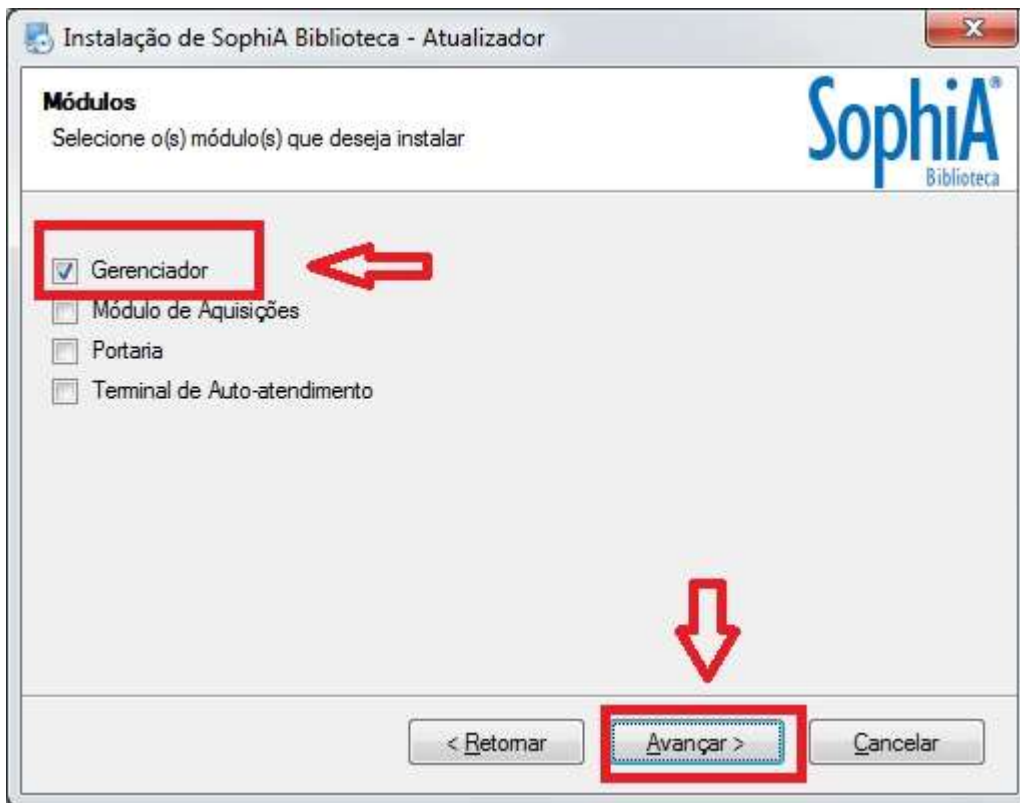 Instalação de SophiA Biblioteca - Atualizador
Módulos
Selecione o(s) módulo(s) que deseja instalar
SophiA®
Biblioteca
Gerenciador
Módulo de Aquisições
Portaria
Terminal de Auto-atendimento
< Retornar
Avançar >
Cancelar